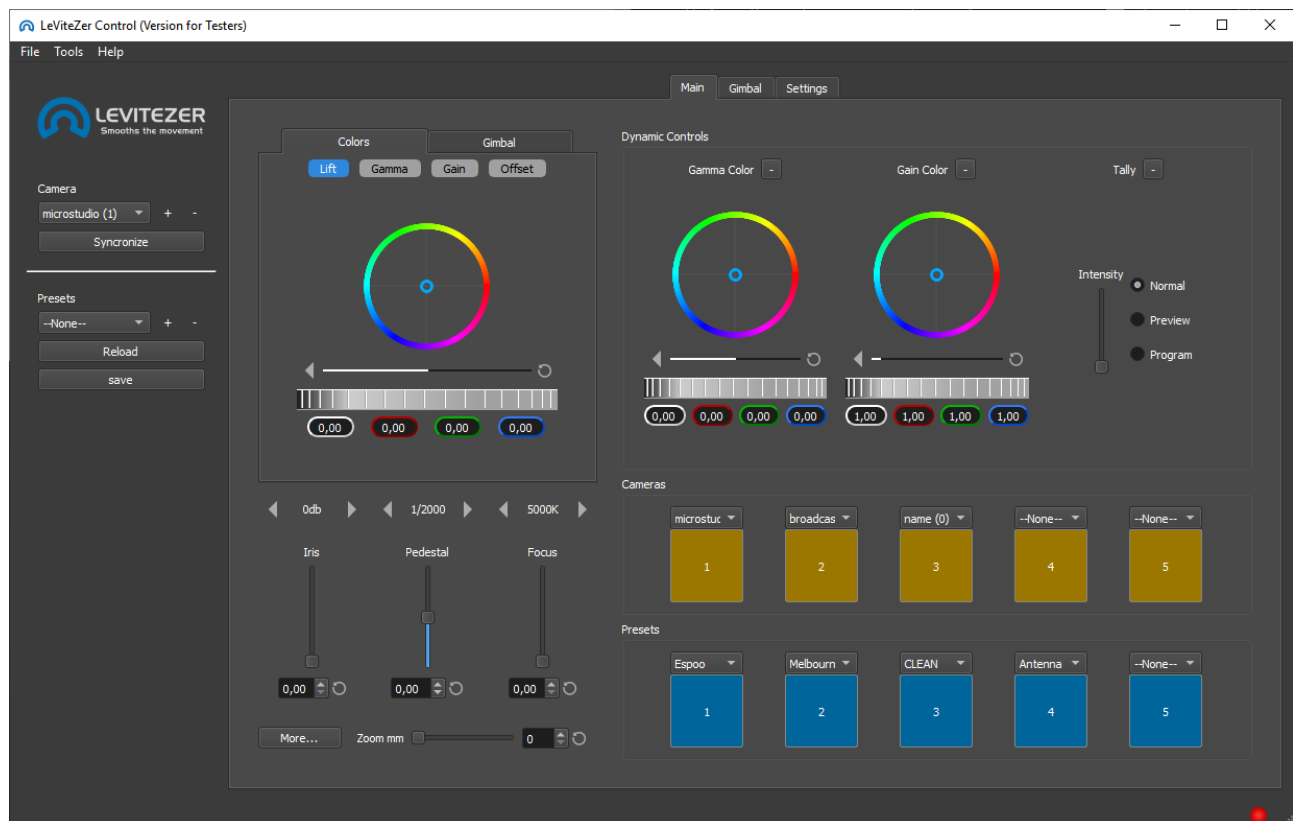 LeViteZer Control (Version for Testers)
File Tools Help
Main Gimbal Settings
LEVITEZER
Smooths the movement
Camera
microstudio (1) + -
Syncronize
Presets
--None-- + -
Reload
save
Colors Gimbal
Lift Gamma Gain Offset
0,00 0,00 0,00 0,00
0db 1/2000 5000K
Iris Pedestal Focus
0,00 0,00 0,00
More... Zoom mm 0
Dynamic Controls
Gamma Color - Gain Color - Tally -
Intensity
Normal
Preview
Program
0,00 0,00 0,00 0,00 1,00 1,00 1,00 1,00
Cameras
microstuc broadcas name (0) --None-- --None--
1 2 3 4 5
Presets
Espoo Melbourn CLEAN Antenna --None--
1 2 3 4 5